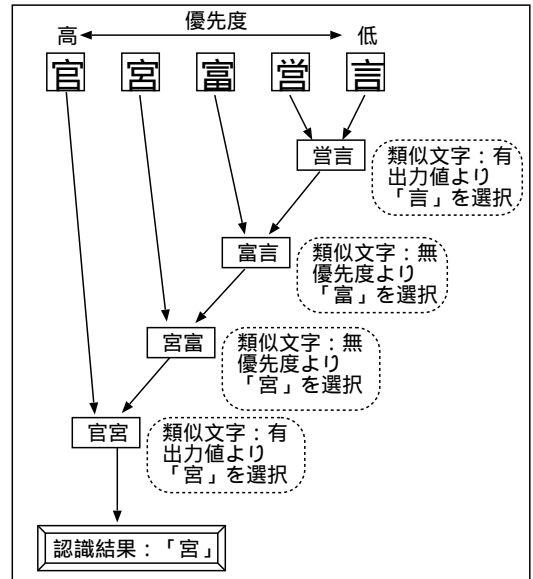 優先度
高 低
官 宮 富 営 言
営言
類似文字:有
出力値より
「言」を選択
富言
類似文字:無
優先度より
「富」を選択
宮富
類似文字:無
優先度より
「宮」を選択
官宮
類似文字:有
出力値より
「宮」を選択
認識結果:「宮」